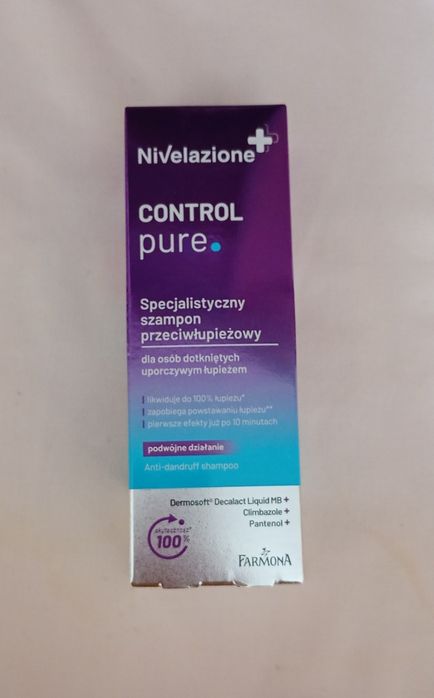 Nivelazione+
CONTROL
pure.
Specjalistyczny
szampon
przeciwłupieżowy
dla osób dotkniętych
uporczywym łupieżem
likwiduje do 100% łupieżu*
zapobiega powstawaniu łupieżu**
pierwsze efekty już po 10 minutach
podwójne działanie
Anti-dandruff shampoo
Dermosoft® Decalact Liquid MB +
Climbazole +
Pantenol +
skuteczność*
100%
FARMONA